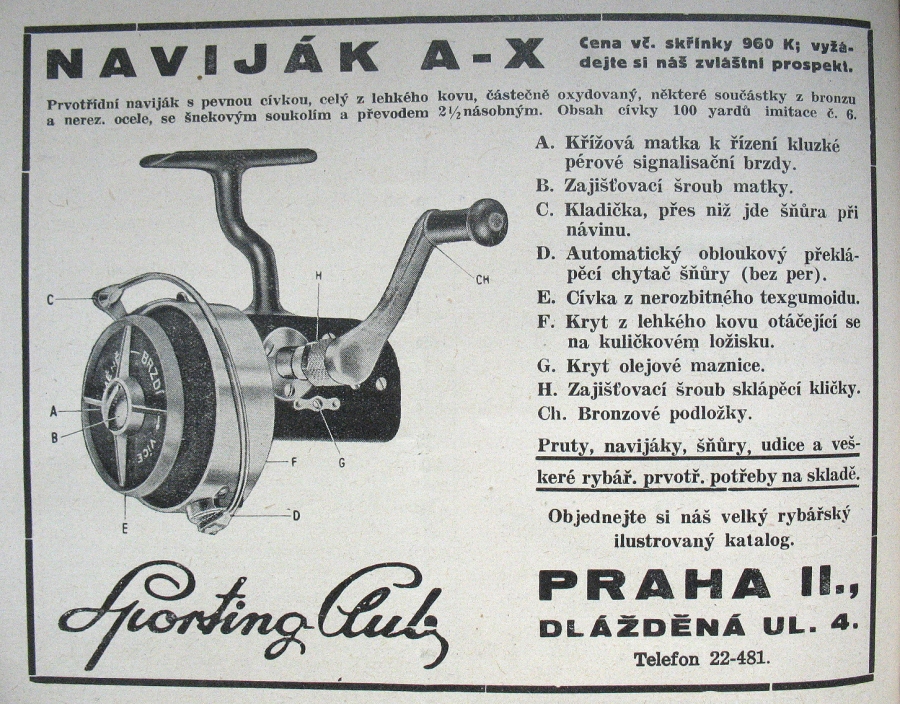 NAVIJÁK A-X
Cena vč. skřínky 960 K; vyžá-
dejte si náš zvláštní prospekt.
Prvotřídní naviják s pevnou cívkou, celý z lehkého kovu, částečně oxydovaný, některé součástky z bronzu
a nerez. ocele, se šnekovým soukolím a převodem 2½násobným. Obsah cívky 100 yardů imitace č. 6.
A. Křížová matka k řízení kluzké
pérové signalisační brzdy.
B. Zajišťovací šroub matky.
C. Kladička, přes niž jde šňůra při
návinu.
D. Automatický obloukový překlá-
pěcí chytač šňůry (bez per).
E. Cívka z nerozbitného texgumoidu.
F. Kryt z lehkého kovu otáčející se
na kuličkovém ložisku.
G. Kryt olejové maznice.
H. Zajišťovací šroub sklápěcí kličky.
Ch. Bronzové podložky.
Pruty, navijáky, šňůry, udice a veš-
keré rybář. prvotř. potřeby na skladě.
Objednejte si náš velký rybářský
ilustrovaný katalog.
PRAHA II.,
DLÁŽDĚNÁ UL. 4.
Telefon 22-481.
H
CH
C
BRZDÍ
VÍCE
A
B
F
G
D
E
Sporting Club